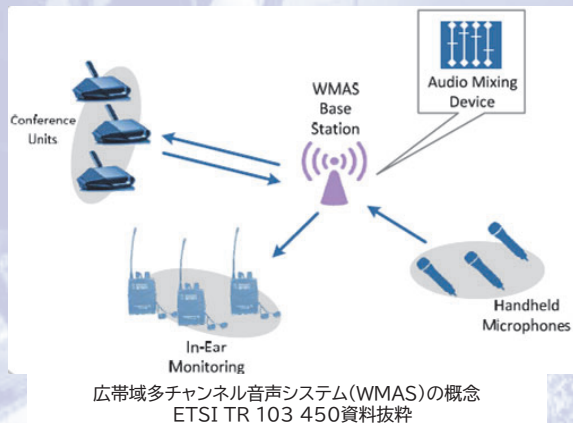 Conference
Units
WMAS
Base
Station
Audio Mixing
Device
In-Ear
Monitoring
Handheld
Microphones
広帯域多チャンネル音声システム(WMAS)の概念
ETSI TR 103 450資料抜粋